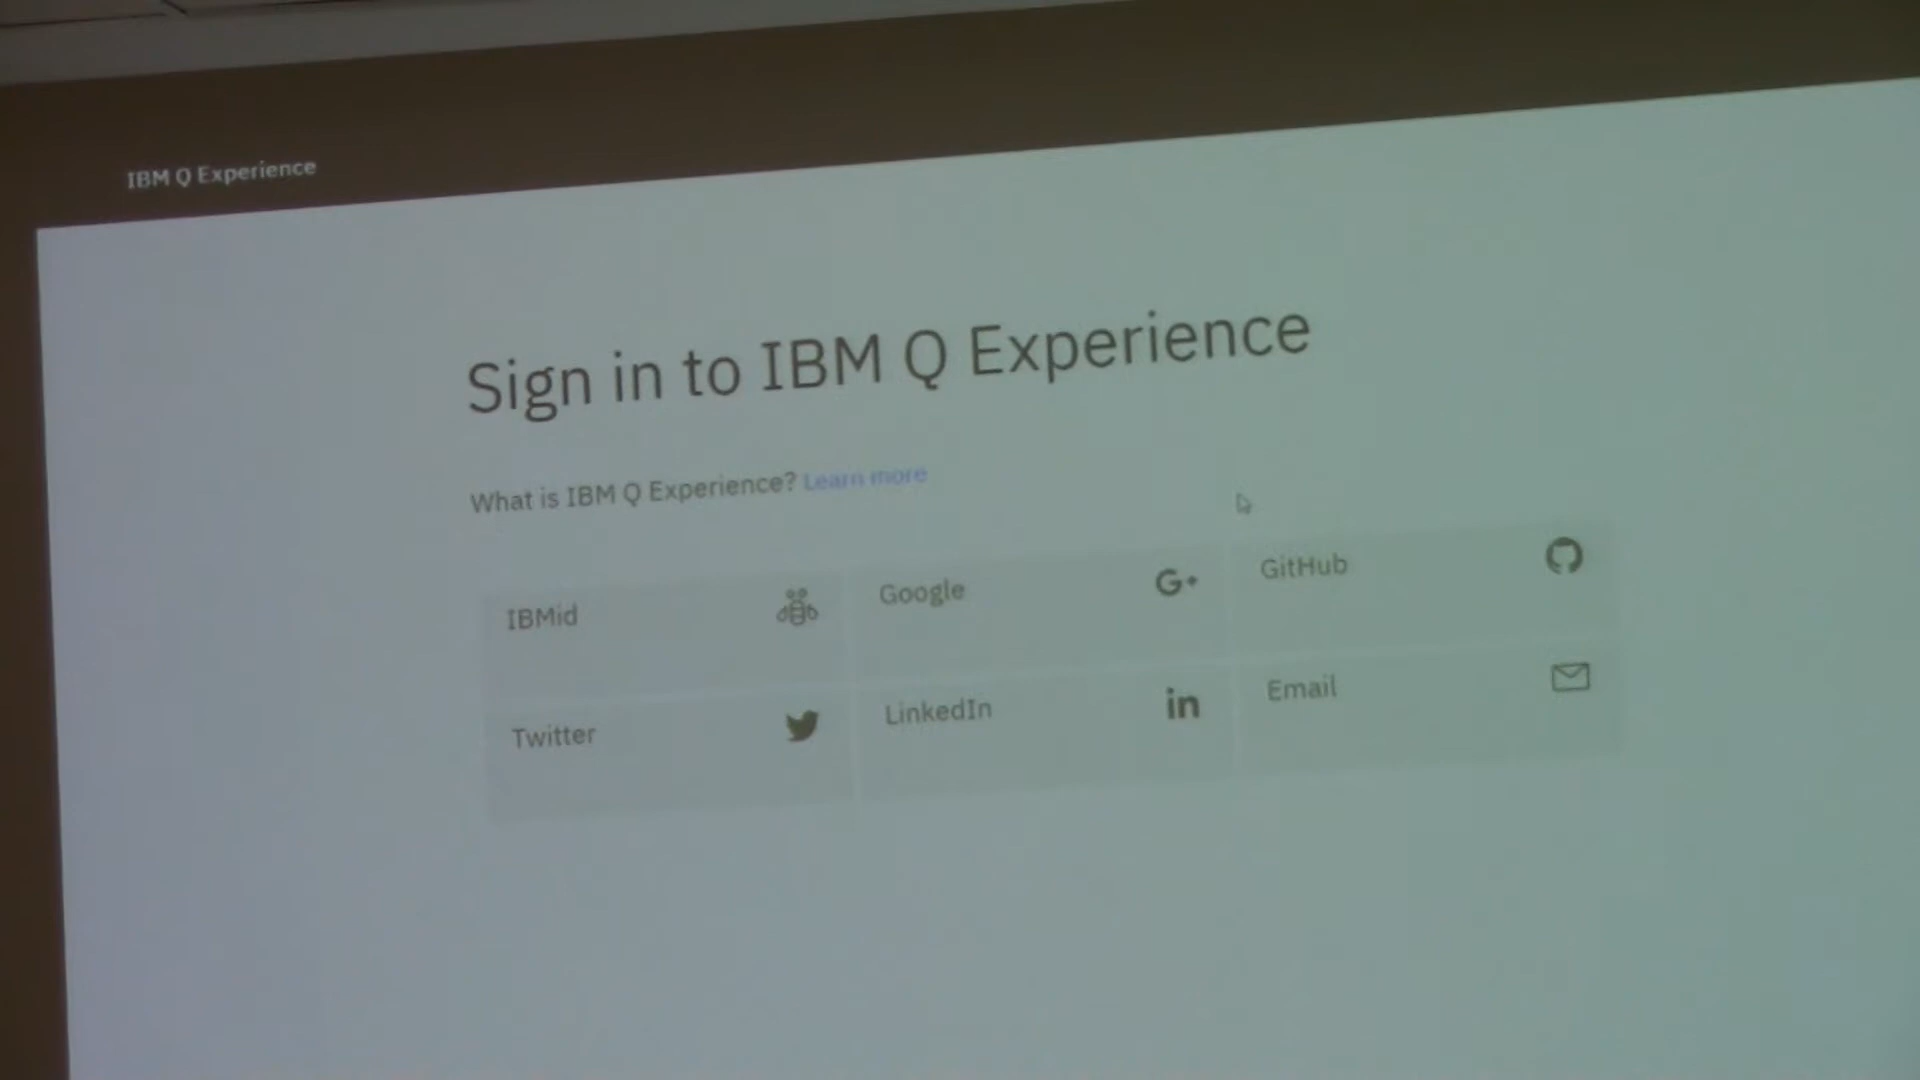 IBM Q Experience
Sign in to IBM Q Experience
What is IBM Q Experience? Learn more
IBMid
Google
G+
GitHub
Twitter
LinkedIn
in
Email